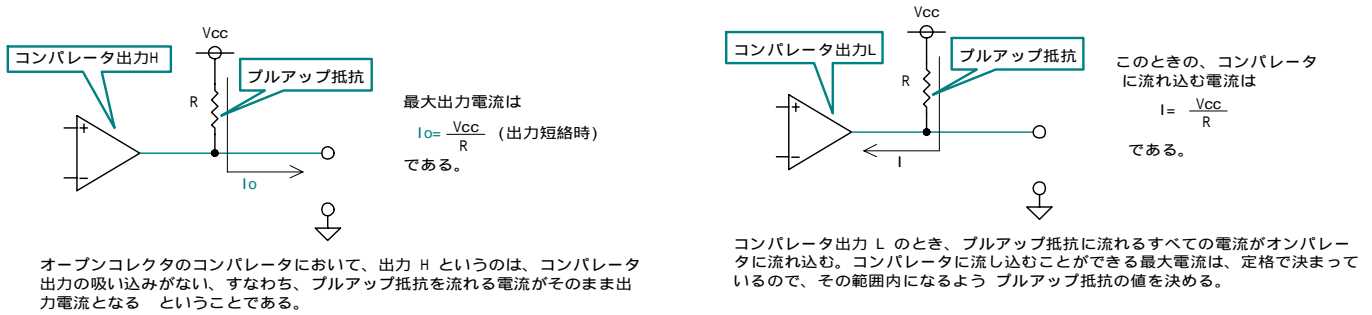 Vcc
コンパレータ出力H
プルアップ抵抗
R
最大出力電流は
Io= Vcc/R (出力短絡時)
である。
+
-
Io
オープンコレクタのコンパレータにおいて、出力 H というのは、コンパレータ
出力の吸い込みがない、すなわち、プルアップ抵抗を流れる電流がそのまま出
力電流となる ということである。
Vcc
コンパレータ出力L
プルアップ抵抗
R
このときの、コンパレータ
に流れ込む電流は
I= Vcc/R
である。
+
-
I
コンパレータ出力 L のとき、プルアップ抵抗に流れるすべての電流がオンパレー
タに流れ込む。コンパレータに流し込むことができる最大電流は、定格で決まって
いるので、その範囲内になるよう プルアップ抵抗の値を決める。